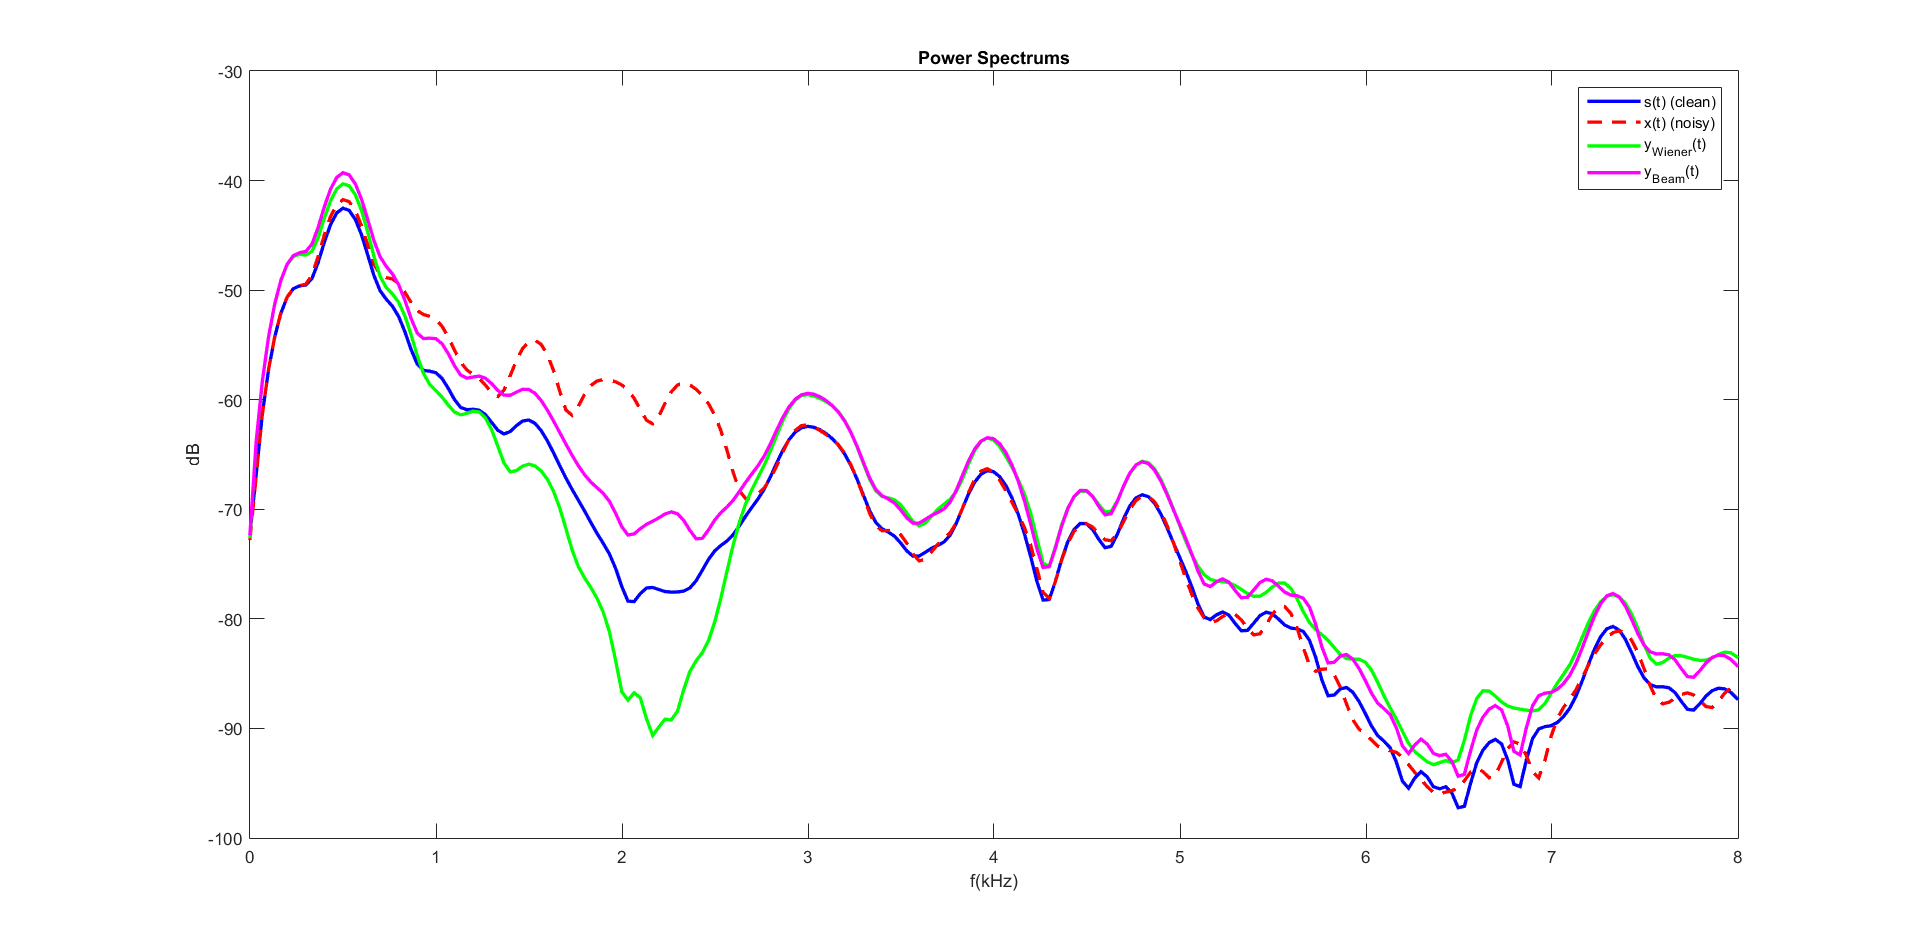 Power Spectrums
s(t) (clean)
x(t) (noisy)
yWiener(t)
yBeam(t)
-30
-40
-50
-60
-70
-80
-90
-100
dB
0 1 2 3 4 5 6 7 8
f(kHz)